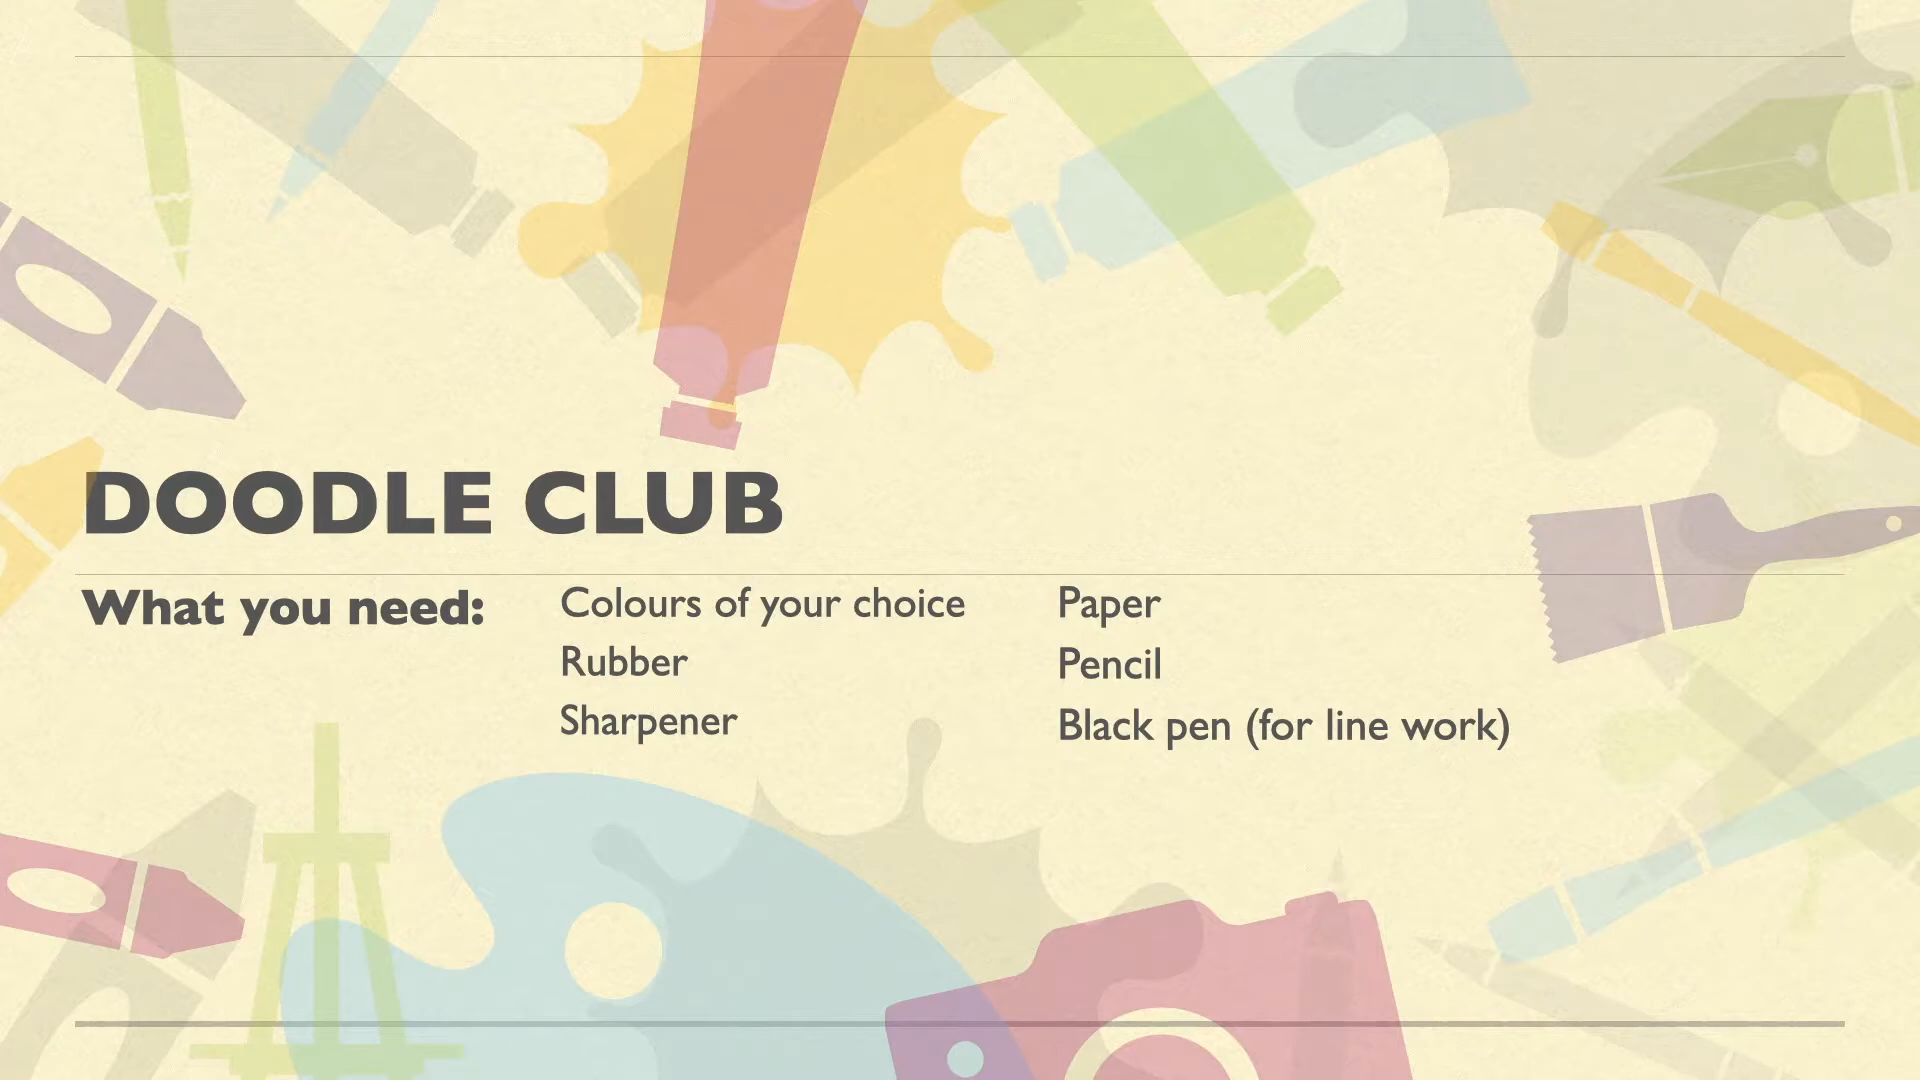 DOODLE CLUB
What you need:
Colours of your choice
Rubber
Sharpener
Paper
Pencil
Black pen (for line work)